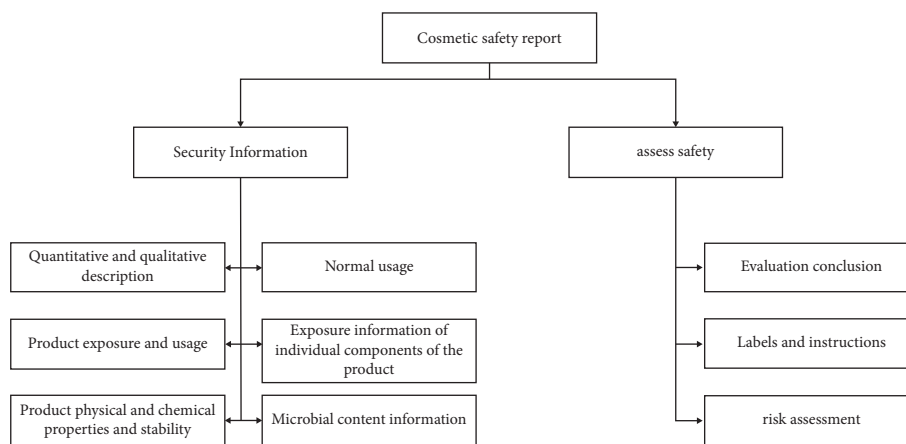 Cosmetic safety report
Security Information
assess safety
Quantitative and qualitative
description
Normal usage
Evaluation conclusion
Product exposure and usage
Exposure information of
individual components of the
product
Labels and instructions
Product physical and chemical
properties and stability
Microbial content information
risk assessment